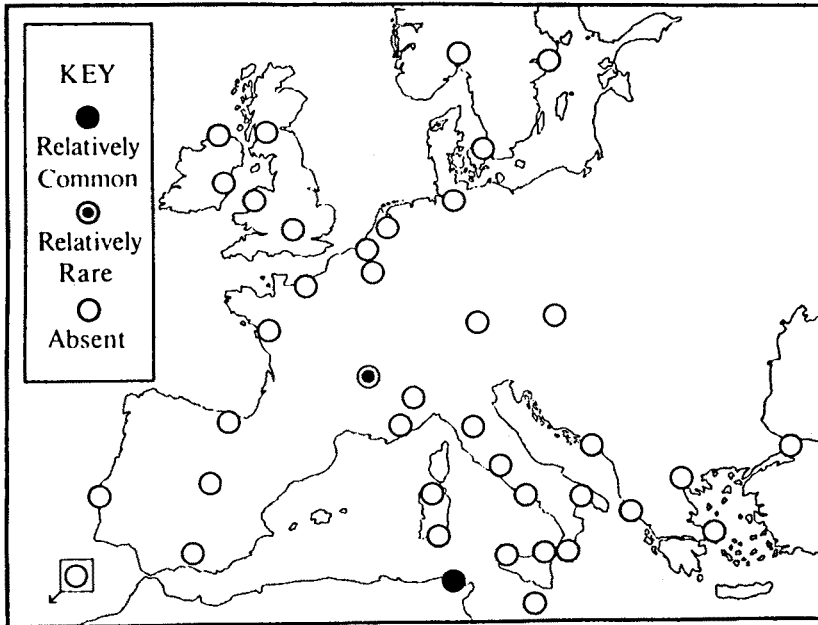 KEY
Relatively
Common
Relatively
Rare
Absent